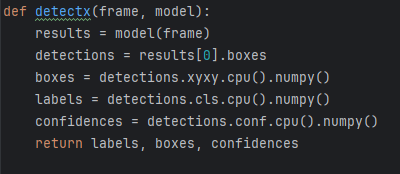 def detectx(frame, model):
    results = model(frame)
    detections = results[0].boxes
    boxes = detections.xyxy.cpu().numpy()
    labels = detections.cls.cpu().numpy()
    confidences = detections.conf.cpu().numpy()
    return labels, boxes, confidences